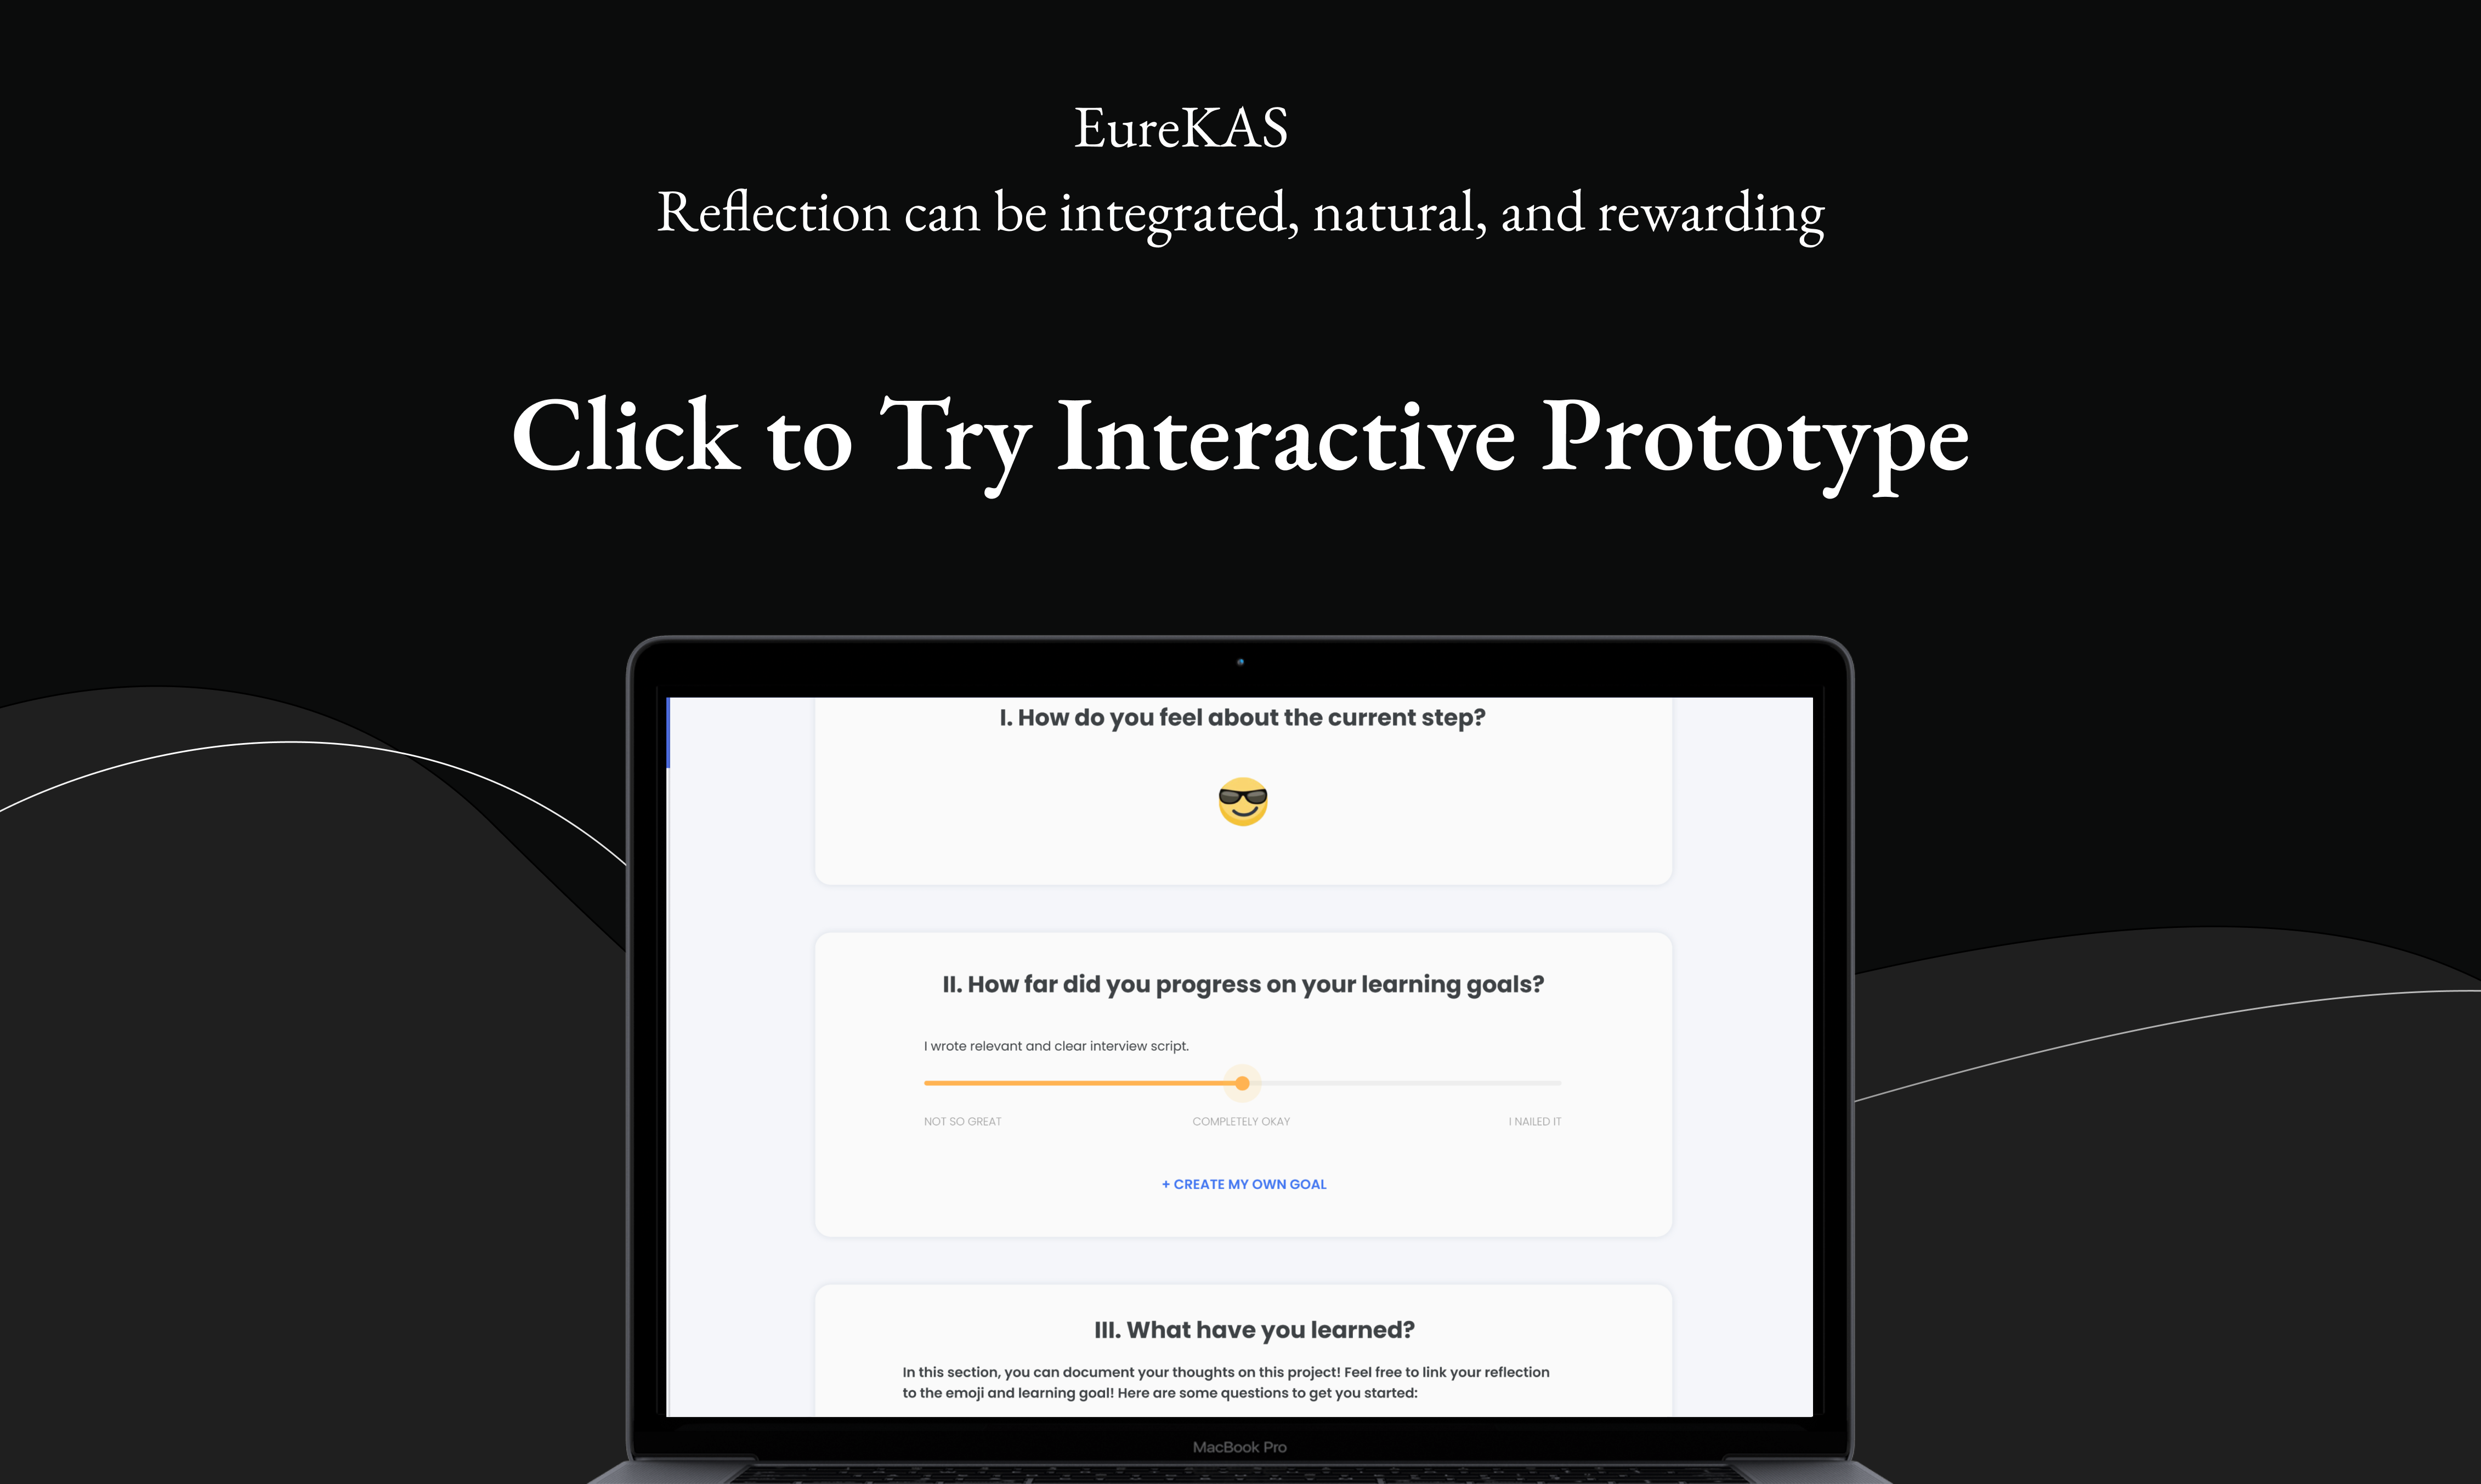 EureKAS
Reflection can be integrated, natural, and rewarding
Click to Try Interactive Prototype
I. How do you feel about the current step?
II. How far did you progress on your learning goals?
I wrote relevant and clear interview script.
NOT SO GREAT
COMPLETELY OKAY
I NAILED IT
+ CREATE MY OWN GOAL
III. What have you learned?
In this section, you can document your thoughts on this project! Feel free to link your reflection
to the emoji and learning goal! Here are some questions to get you started:
MacBook Pro